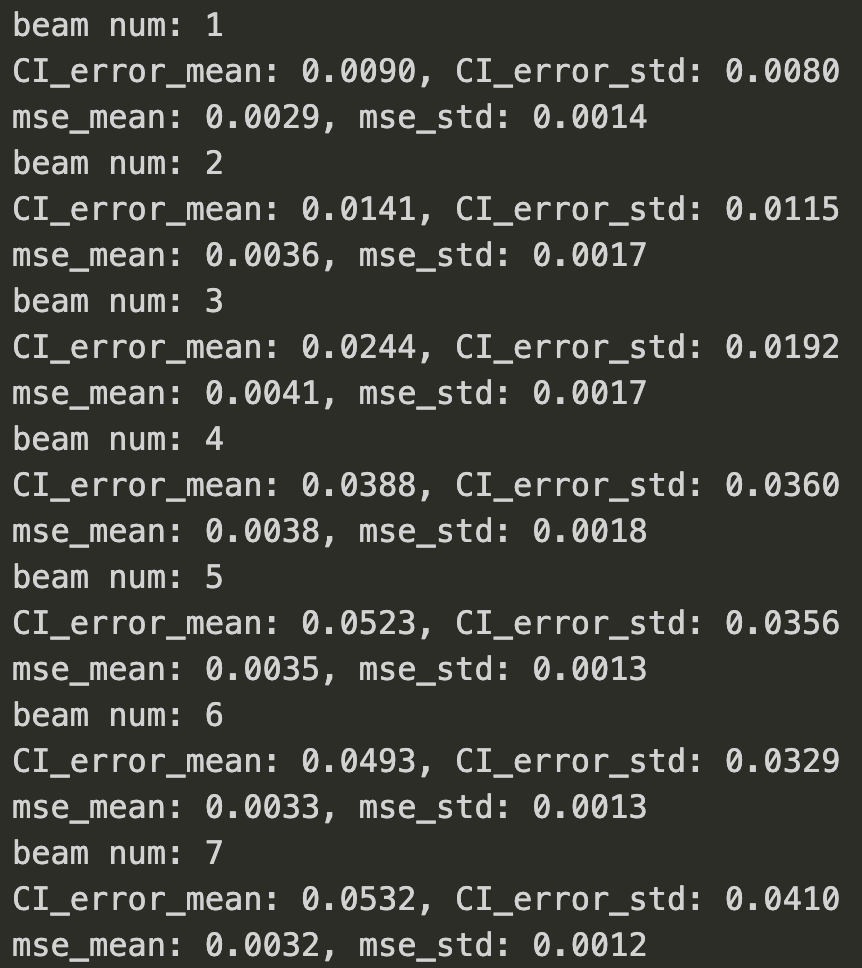 beam num: 1
CI_error_mean: 0.0090, CI_error_std: 0.0080
mse_mean: 0.0029, mse_std: 0.0014
beam num: 2
CI_error_mean: 0.0141, CI_error_std: 0.0115
mse_mean: 0.0036, mse_std: 0.0017
beam num: 3
CI_error_mean: 0.0244, CI_error_std: 0.0192
mse_mean: 0.0041, mse_std: 0.0017
beam num: 4
CI_error_mean: 0.0388, CI_error_std: 0.0360
mse_mean: 0.0038, mse_std: 0.0018
beam num: 5
CI_error_mean: 0.0523, CI_error_std: 0.0356
mse_mean: 0.0035, mse_std: 0.0013
beam num: 6
CI_error_mean: 0.0493, CI_error_std: 0.0329
mse_mean: 0.0033, mse_std: 0.0013
beam num: 7
CI_error_mean: 0.0532, CI_error_std: 0.0410
mse_mean: 0.0032, mse_std: 0.0012